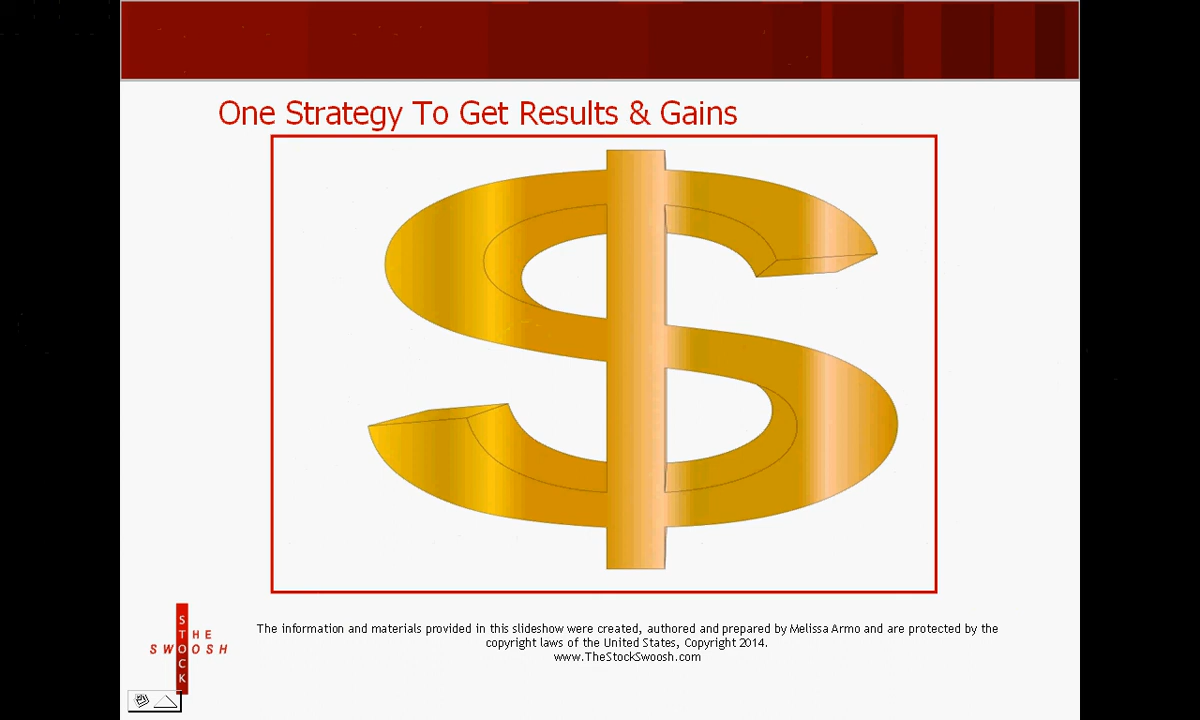 One Strategy To Get Results & Gains
THE
SWOOSH
STOCK
The information and materials provided in this slideshow were created, authored and prepared by Melissa Armo and are protected by the
copyright laws of the United States, Copyright 2014.
www.TheStockSwoosh.com